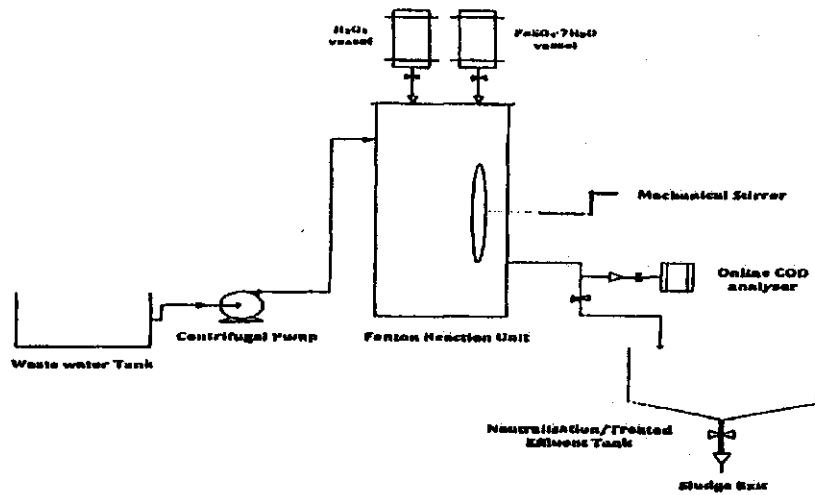 H₂O₂
vessel
FeSO₄·7H₂O
vessel
Mechanical Stirrer
Online COD
analyser
Centrifugal Pump
Fenton Reaction Unit
Waste water Tank
Neutralisation/Treated
Effluent Tank
Sludge Exit